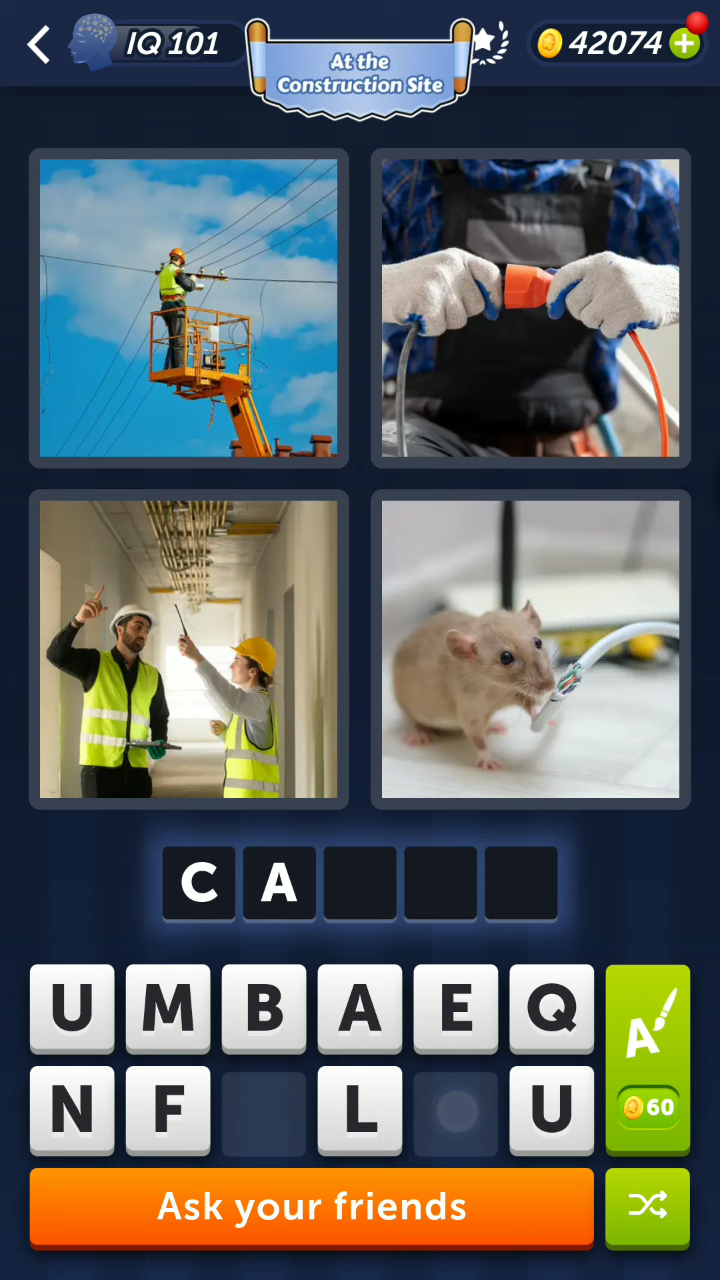 IQ 101
At the
Construction Site
42074
C A
U M B A E Q
N F L U
A
60
Ask your friends